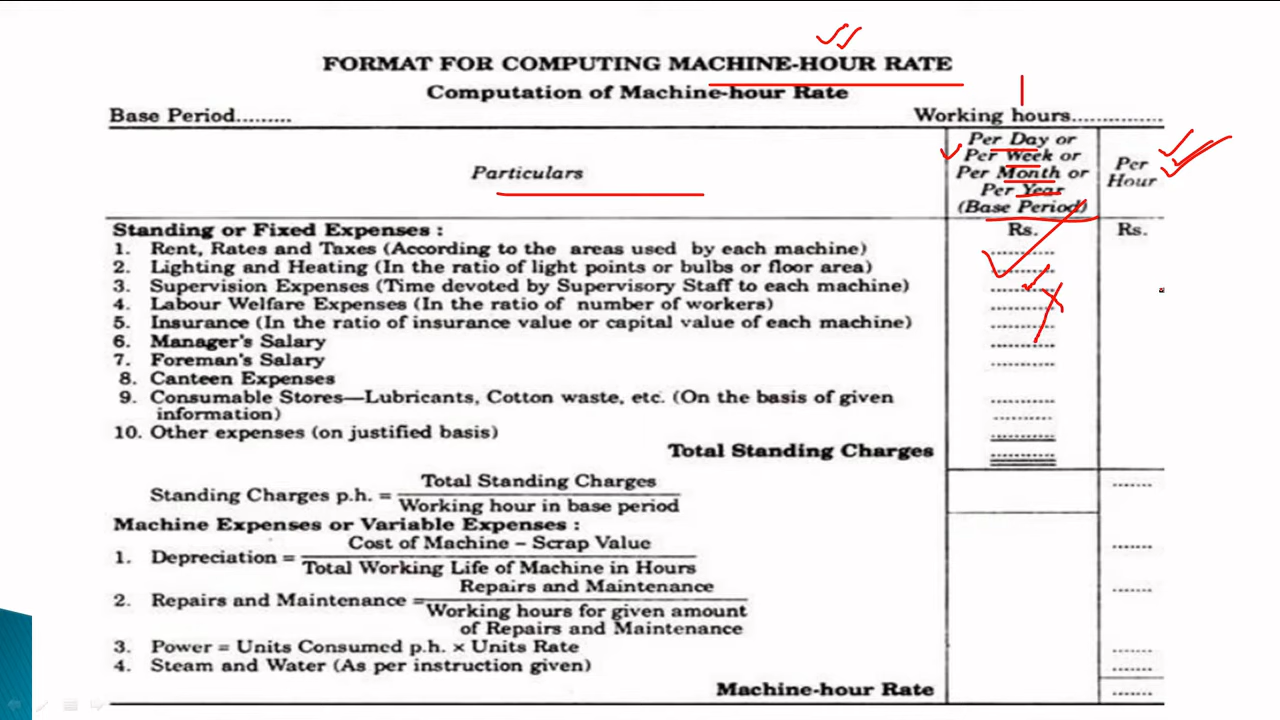 FORMAT FOR COMPUTING MACHINE-HOUR RATE
Computation of Machine-hour Rate
Base Period......... Working hours...............
Particulars
Per Day or
Per Week or
Per Month or
Per Year
(Base Period)
Per
Hour
Standing or Fixed Expenses : Rs. Rs.
1. Rent, Rates and Taxes (According to the areas used by each machine)
2. Lighting and Heating (In the ratio of light points or bulbs or floor area)
3. Supervision Expenses (Time devoted by Supervisory Staff to each machine)
4. Labour Welfare Expenses (In the ratio of number of workers)
5. Insurance (In the ratio of insurance value or capital value of each machine)
6. Manager's Salary
7. Foreman's Salary
8. Canteen Expenses
9. Consumable Stores—Lubricants, Cotton waste, etc. (On the basis of given
information)
10. Other expenses (on justified basis)
Total Standing Charges
Standing Charges p.h. = Total Standing Charges
Working hour in base period
Machine Expenses or Variable Expenses :
1. Depreciation = Cost of Machine – Scrap Value
Total Working Life of Machine in Hours
2. Repairs and Maintenance = Repairs and Maintenance
Working hours for given amount
of Repairs and Maintenance
3. Power = Units Consumed p.h. × Units Rate
4. Steam and Water (As per instruction given)
Machine-hour Rate